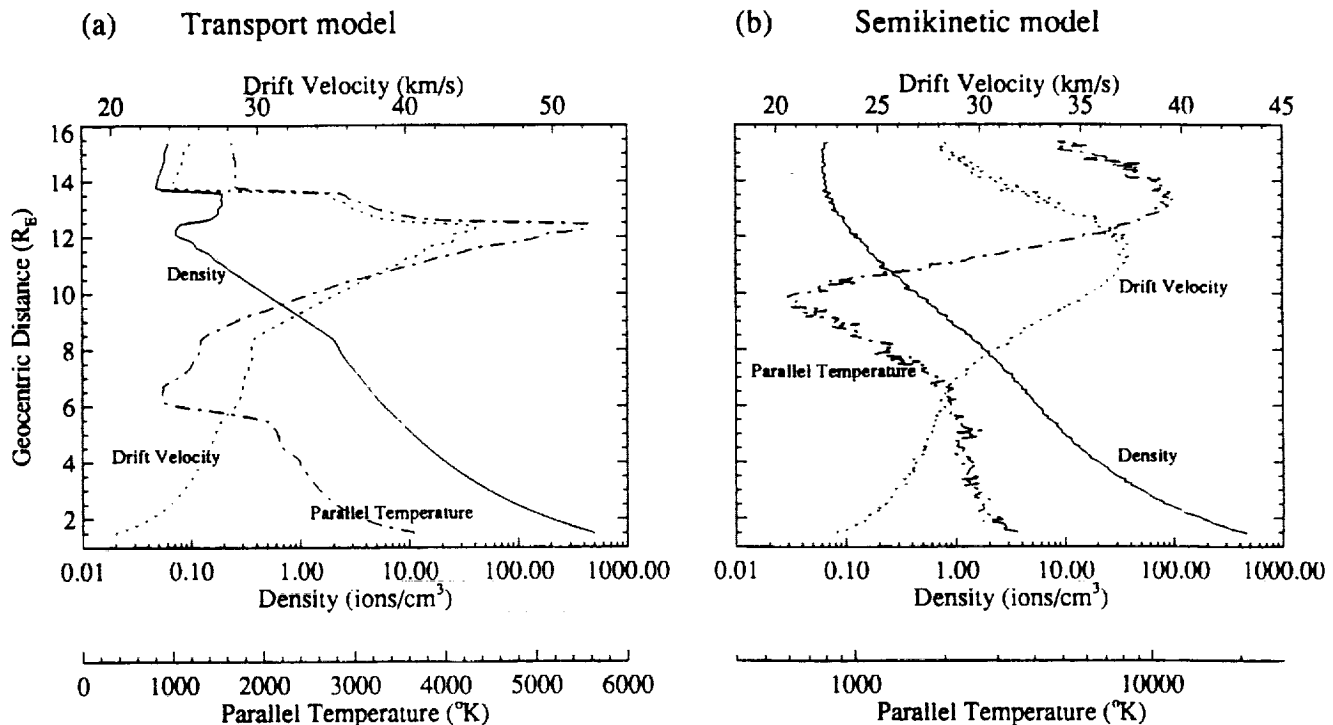 (a) Transport model
Drift Velocity (km/s)
20 30 40 50
16
14
12
10
8
6
4
2
Geocentric Distance (R_E)
Density
Drift Velocity
Parallel Temperature
0.01 0.10 1.00 10.00 100.00 1000.00
Density (ions/cm³)
0 1000 2000 3000 4000 5000 6000
Parallel Temperature (°K)
(b) Semikinetic model
Drift Velocity (km/s)
20 25 30 35 40 45
Drift Velocity
Parallel Temperature
Density
0.01 0.10 1.00 10.00 100.00 1000.00
Density (ions/cm³)
1000 10000
Parallel Temperature (°K)